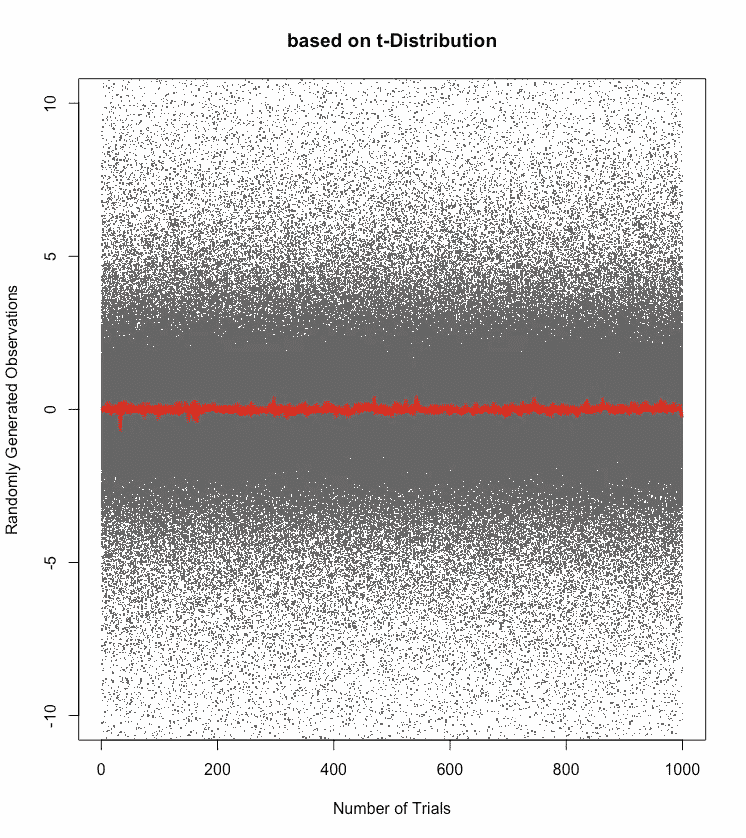 based on t-Distribution
Randomly Generated Observations
10
5
0
-5
-10
0 200 400 600 800 1000
Number of Trials